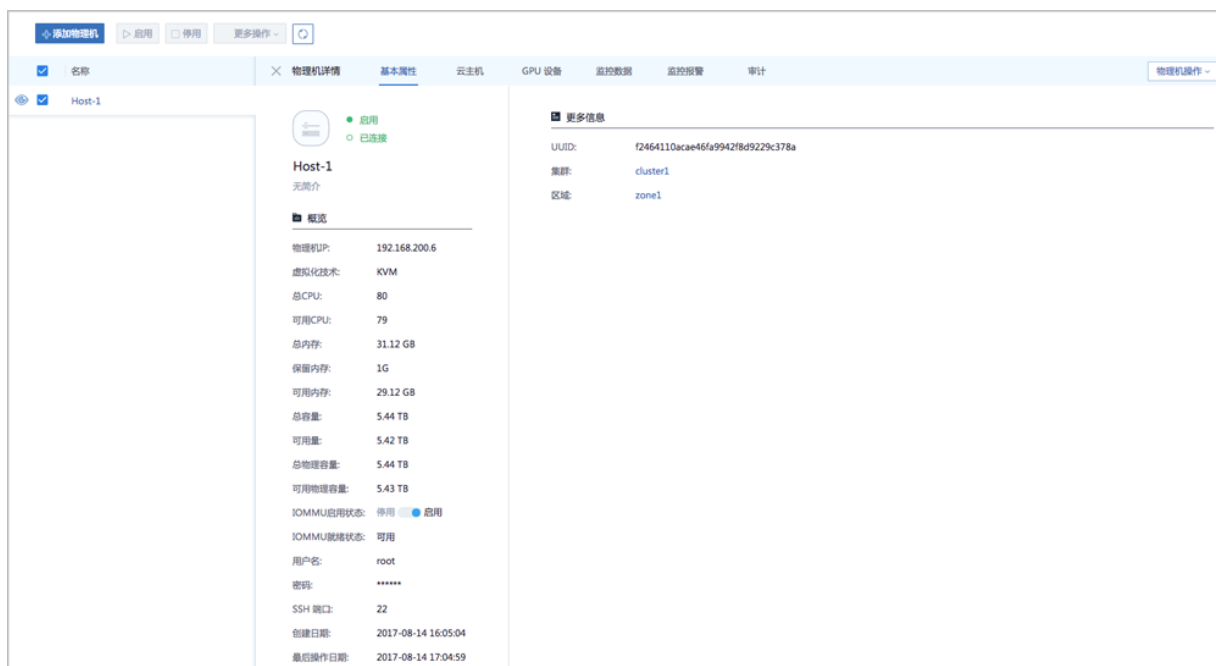 添加物理机 启用 停用 更多操作
名称
Host-1
物理机详情 基本属性 云主机 GPU 设备 监控数据 监控报警 审计 物理机操作
启用
已连接
Host-1
无简介
概览
物理机IP: 192.168.200.6
虚拟化技术: KVM
总CPU: 80
可用CPU: 79
总内存: 31.12 GB
保留内存: 1G
可用内存: 29.12 GB
总容量: 5.44 TB
可用量: 5.42 TB
总物理容量: 5.44 TB
可用物理容量: 5.43 TB
IOMMU启用状态: 停用 启用
IOMMU就绪状态: 可用
用户名: root
密码: ******
SSH 端口: 22
创建日期: 2017-08-14 16:05:04
最后操作日期: 2017-08-14 17:04:59
更多信息
UUID: f2464110acae46fa9942f8d9229c378a
集群: cluster1
区域: zone1